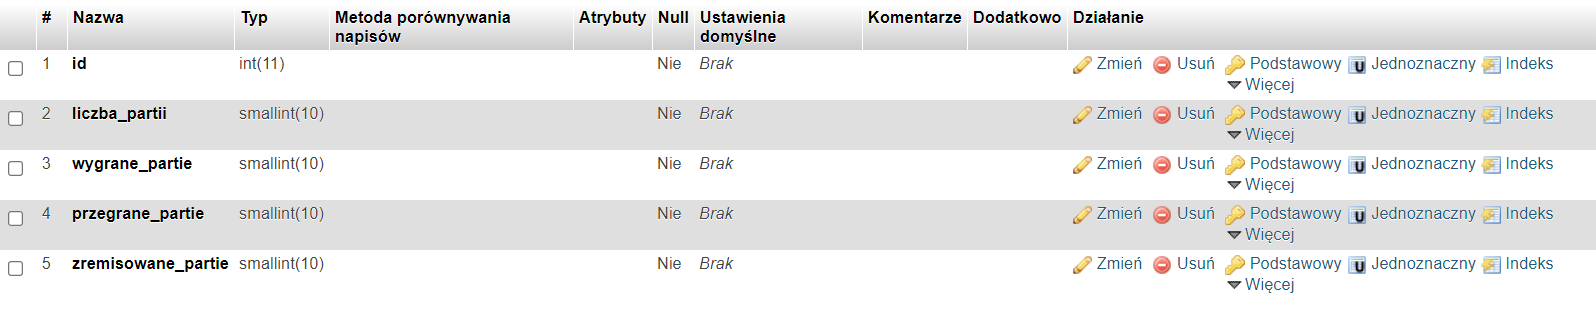 # Nazwa Typ Metoda porównywania napisów Atrybuty Null Ustawienia domyślne Komentarze Dodatkowo Działanie
1 id int(11) Nie Brak Zmień Usuń Podstawowy U Jednoznaczny Indeks
Więcej
2 liczba_partii smallint(10) Nie Brak Zmień Usuń Podstawowy U Jednoznaczny Indeks
Więcej
3 wygrane_partie smallint(10) Nie Brak Zmień Usuń Podstawowy U Jednoznaczny Indeks
Więcej
4 przegrane_partie smallint(10) Nie Brak Zmień Usuń Podstawowy U Jednoznaczny Indeks
Więcej
5 zremisowane_partie smallint(10) Nie Brak Zmień Usuń Podstawowy U Jednoznaczny Indeks
Więcej